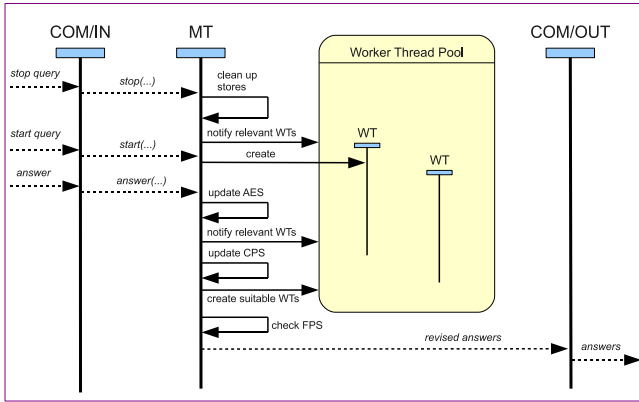 COM/IN
MT
COM/OUT
Worker Thread Pool
stop query
stop(...)
clean up
stores
notify relevant WTs
start query
start(...)
create
WT
WT
answer
answer(...)
update AES
notify relevant WTs
update CPS
create suitable WTs
check FPS
revised answers
answers